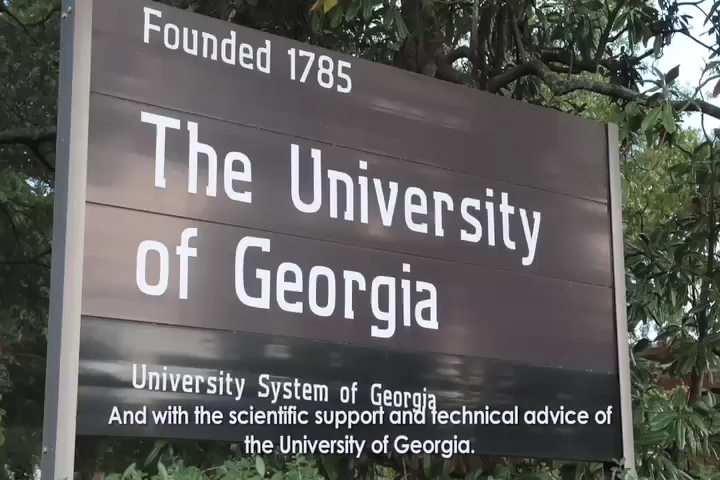 Founded 1785
The University
of Georgia
University System of Georgia
And with the scientific support and technical advice of
the University of Georgia.